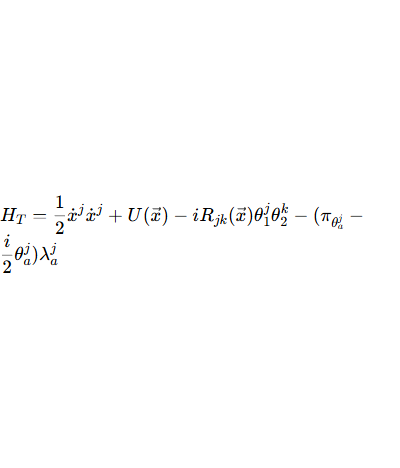 $H_T = \frac{1}{2}\dot{x}^j\dot{x}^j + U(\vec{x}) - iR_{jk}(\vec{x})\theta_1^j\theta_2^k - (\pi_{\theta_a^j} -$
$\frac{i}{2}\theta_a^j)\lambda_a^j$